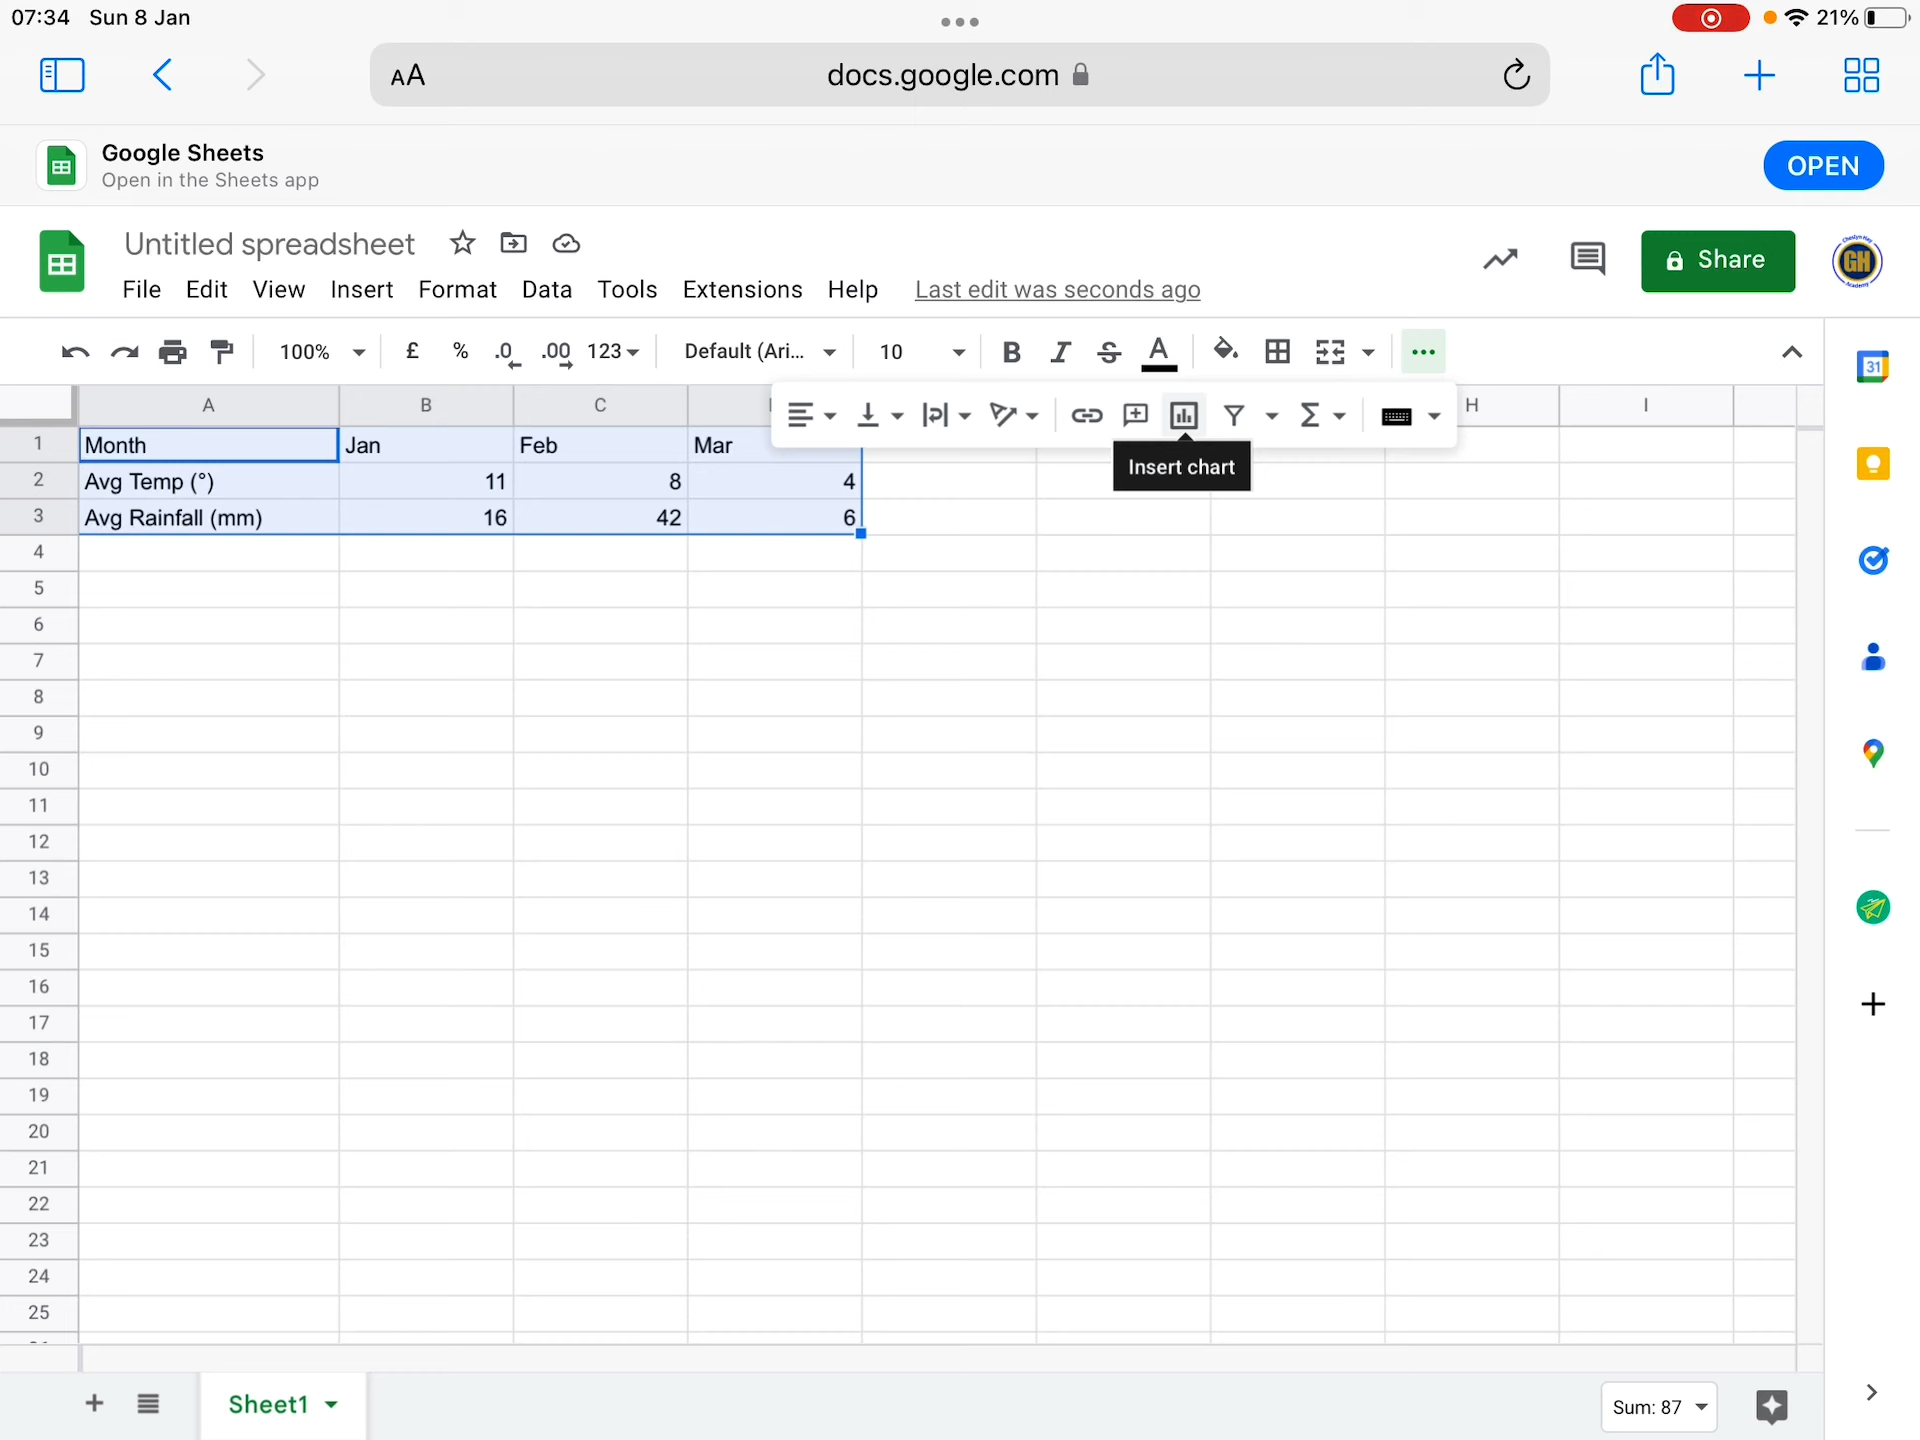 07:34 Sun 8 Jan
21%
AA docs.google.com
Google Sheets
Open in the Sheets app
OPEN
Untitled spreadsheet
File Edit View Insert Format Data Tools Extensions Help Last edit was seconds ago
Share
100% £ % .0 .00 123 Default (Ari... 10 B I S A
31
A B C H I
Insert chart
1 Month Jan Feb Mar
2 Avg Temp (°) 11 8 4
3 Avg Rainfall (mm) 16 42 6
4
5
6
7
8
9
10
11
12
13
14
15
16
17
18
19
20
21
22
23
24
25
Sheet1
Sum: 87